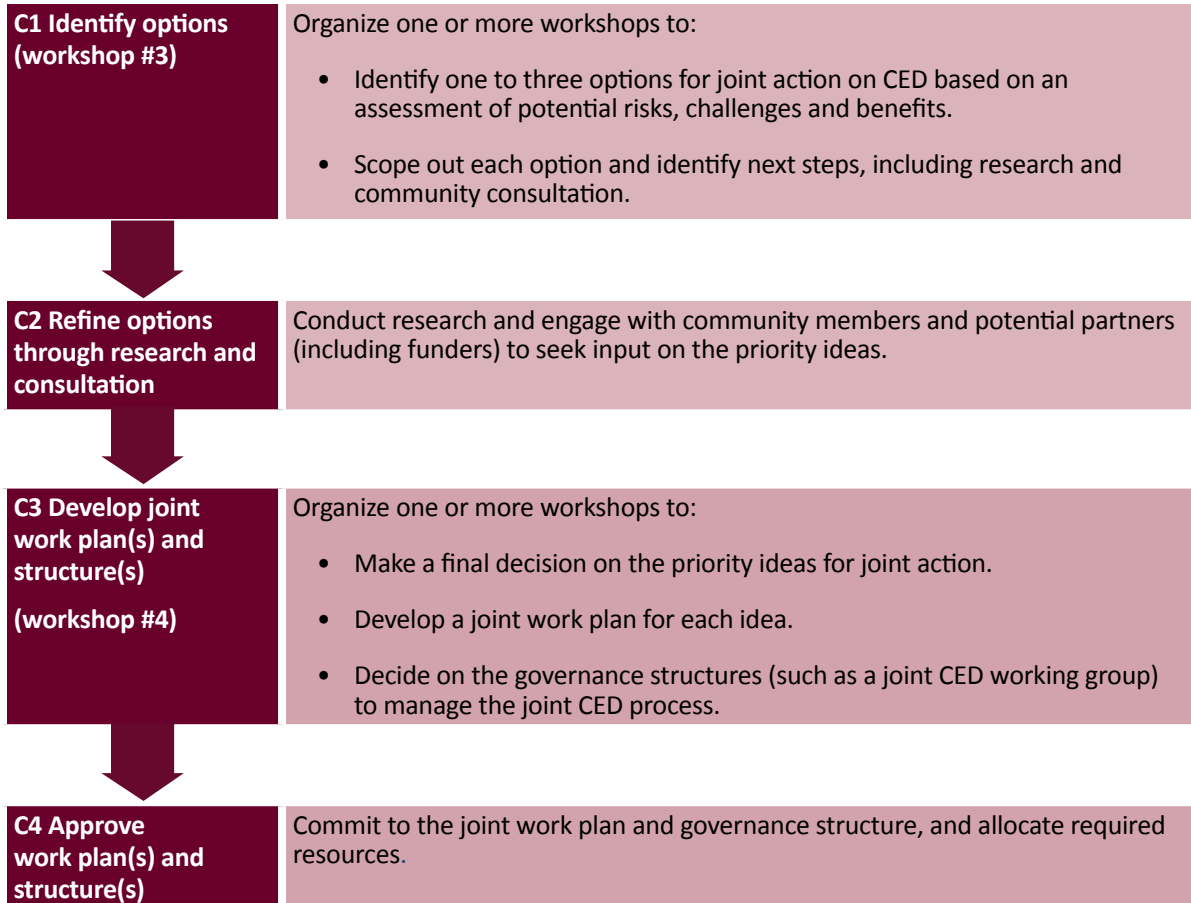 C1 Identify options
(workshop #3)
Organize one or more workshops to:
• Identify one to three options for joint action on CED based on an
assessment of potential risks, challenges and benefits.
• Scope out each option and identify next steps, including research and
community consultation.
C2 Refine options
through research and
consultation
Conduct research and engage with community members and potential partners
(including funders) to seek input on the priority ideas.
C3 Develop joint
work plan(s) and
structure(s)
(workshop #4)
Organize one or more workshops to:
• Make a final decision on the priority ideas for joint action.
• Develop a joint work plan for each idea.
• Decide on the governance structures (such as a joint CED working group)
to manage the joint CED process.
C4 Approve
work plan(s) and
structure(s)
Commit to the joint work plan and governance structure, and allocate required
resources.